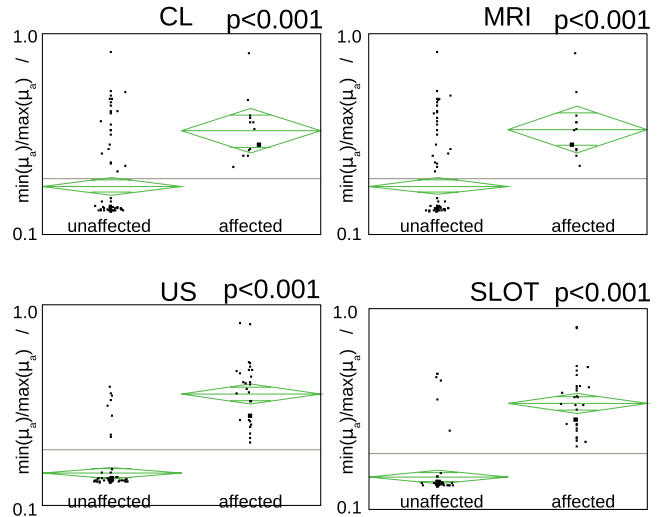 CL p<0.001
1.0
min(μa)/max(μa) /
0.1
unaffected affected
MRI p<0.001
1.0
min(μa)/max(μa) /
0.1
unaffected affected
US p<0.001
1.0
min(μa)/max(μa) /
0.1
unaffected affected
SLOT p<0.001
1.0
min(μa)/max(μa) /
0.1
unaffected affected